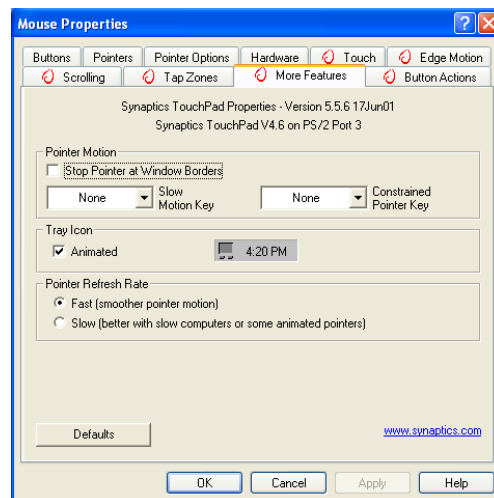 Mouse Properties
Buttons Pointers Pointer Options Hardware Touch Edge Motion
Scrolling Tap Zones More Features Button Actions
Synaptics TouchPad Properties - Version 5.5.6 17Jun01
Synaptics TouchPad V4.6 on PS/2 Port 3
Pointer Motion
Stop Pointer at Window Borders
None Slow Motion Key None Constrained Pointer Key
Tray Icon
Animated 4:20 PM
Pointer Refresh Rate
Fast (smoother pointer motion)
Slow (better with slow computers or some animated pointers)
Defaults www.synaptics.com
OK Cancel Apply Help